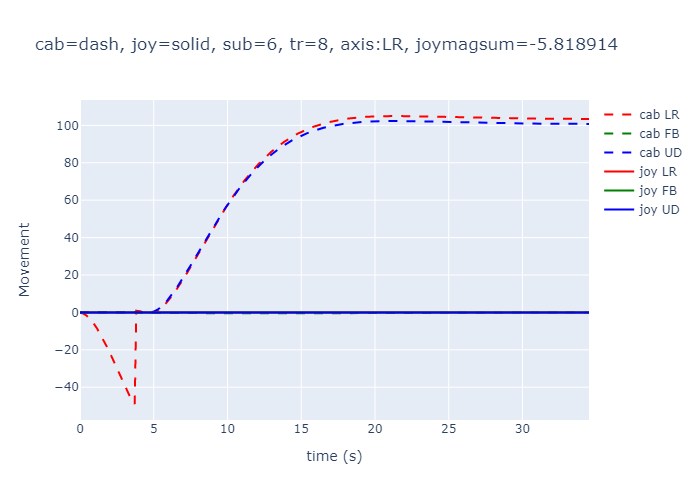 cab=dash, joy=solid, sub=6, tr=8, axis:LR, joymagsum=-5.818914
cab LR
cab FB
cab UD
joy LR
joy FB
joy UD
Movement
100
80
60
40
20
0
−20
−40
0 5 10 15 20 25 30
time (s)